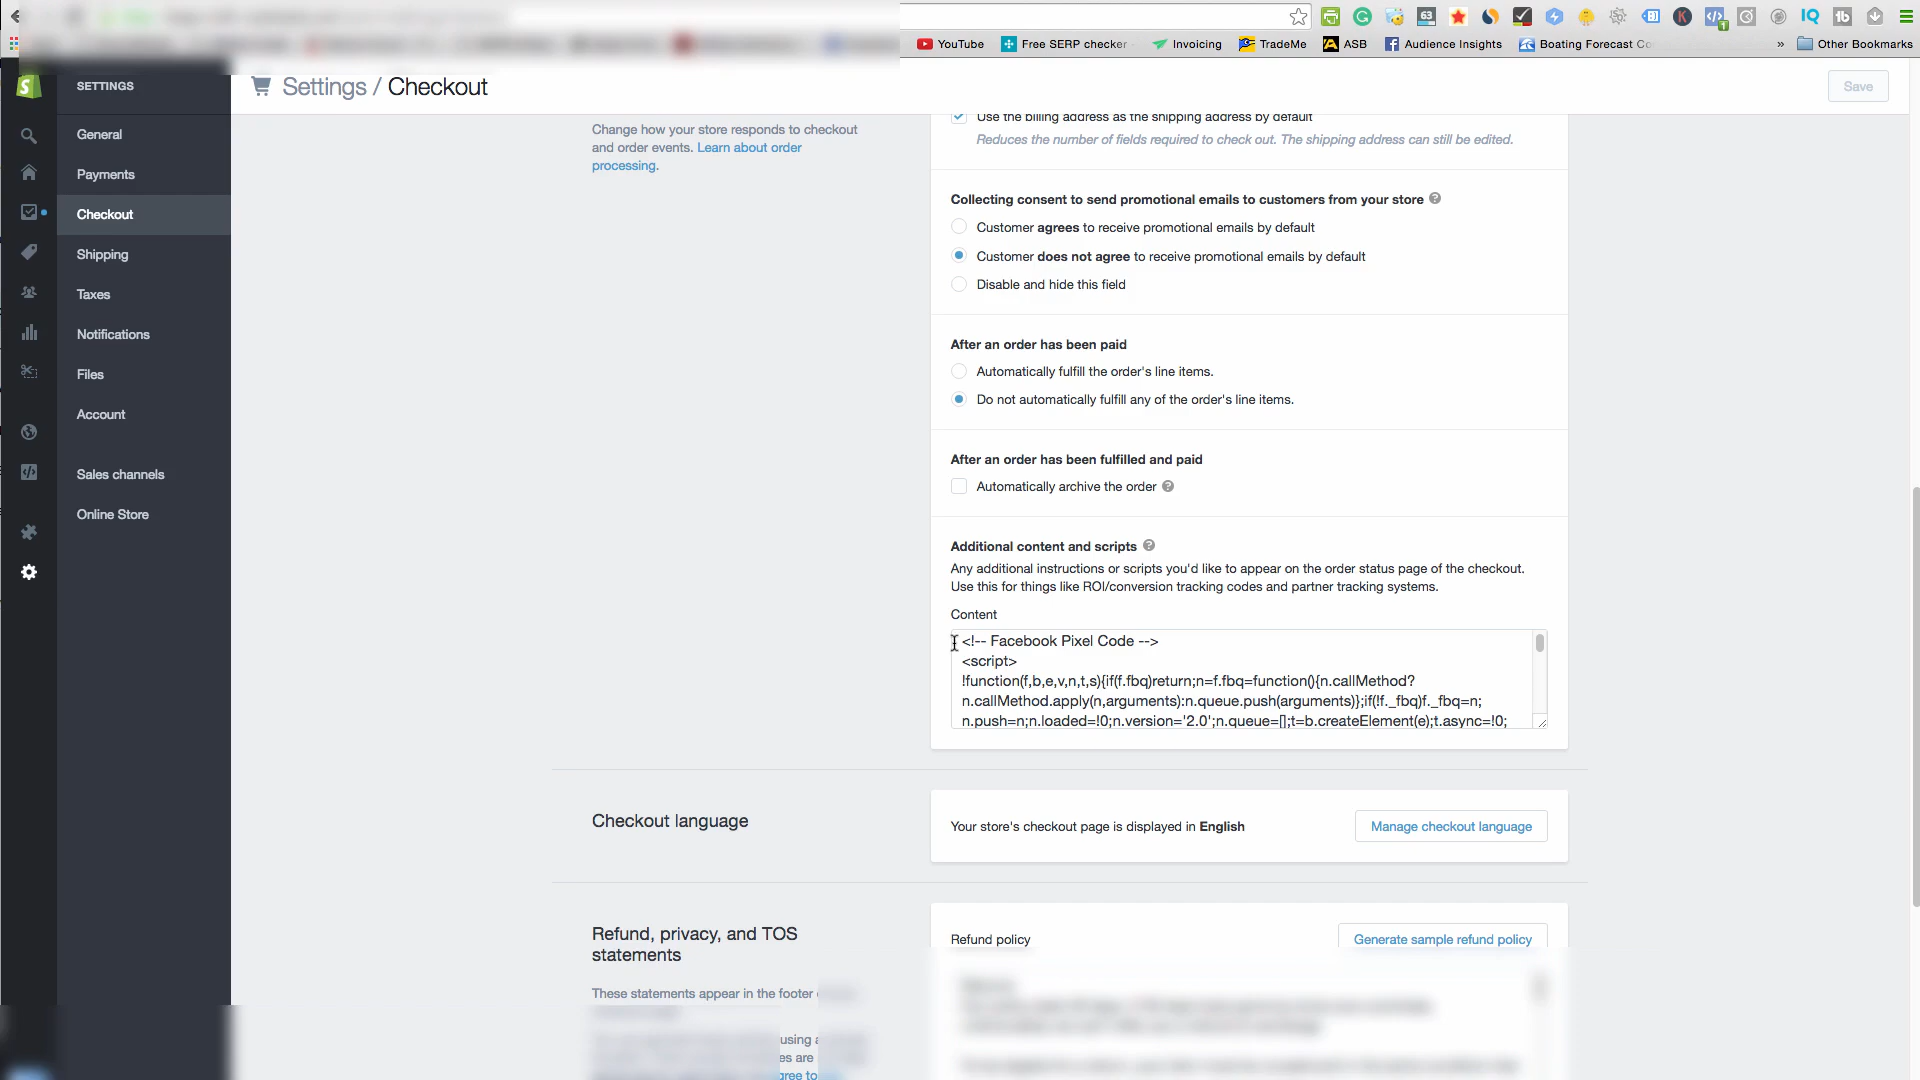 63
1
IQ
YouTube
Free SERP checker
Invoicing
TradeMe
ASB
Audience Insights
Boating Forecast Co
»
Other Bookmarks
SETTINGS
General
Payments
Checkout
Shipping
Taxes
Notifications
Files
Account
Sales channels
Online Store
Settings / Checkout
Save
Change how your store responds to checkout
and order events. Learn about order
processing.
Use the billing address as the shipping address by default
Reduces the number of fields required to check out. The shipping address can still be edited.
Collecting consent to send promotional emails to customers from your store
Customer agrees to receive promotional emails by default
Customer does not agree to receive promotional emails by default
Disable and hide this field
After an order has been paid
Automatically fulfill the order's line items.
Do not automatically fulfill any of the order's line items.
After an order has been fulfilled and paid
Automatically archive the order
Additional content and scripts
Any additional instructions or scripts you'd like to appear on the order status page of the checkout.
Use this for things like ROI/conversion tracking codes and partner tracking systems.
Content
<!-- Facebook Pixel Code -->
<script>
!function(f,b,e,v,n,t,s){if(f.fbq)return;n=f.fbq=function(){n.callMethod?
n.callMethod.apply(n,arguments):n.queue.push(arguments)};if(!f._fbq)f._fbq=n;
n.push=n;n.loaded=!0;n.version='2.0';n.queue=[];t=b.createElement(e);t.async=!0;
Checkout language
Your store's checkout page is displayed in English
Manage checkout language
Refund, privacy, and TOS
statements
These statements appear in the footer
using a
es are
gree to
Refund policy
Generate sample refund policy